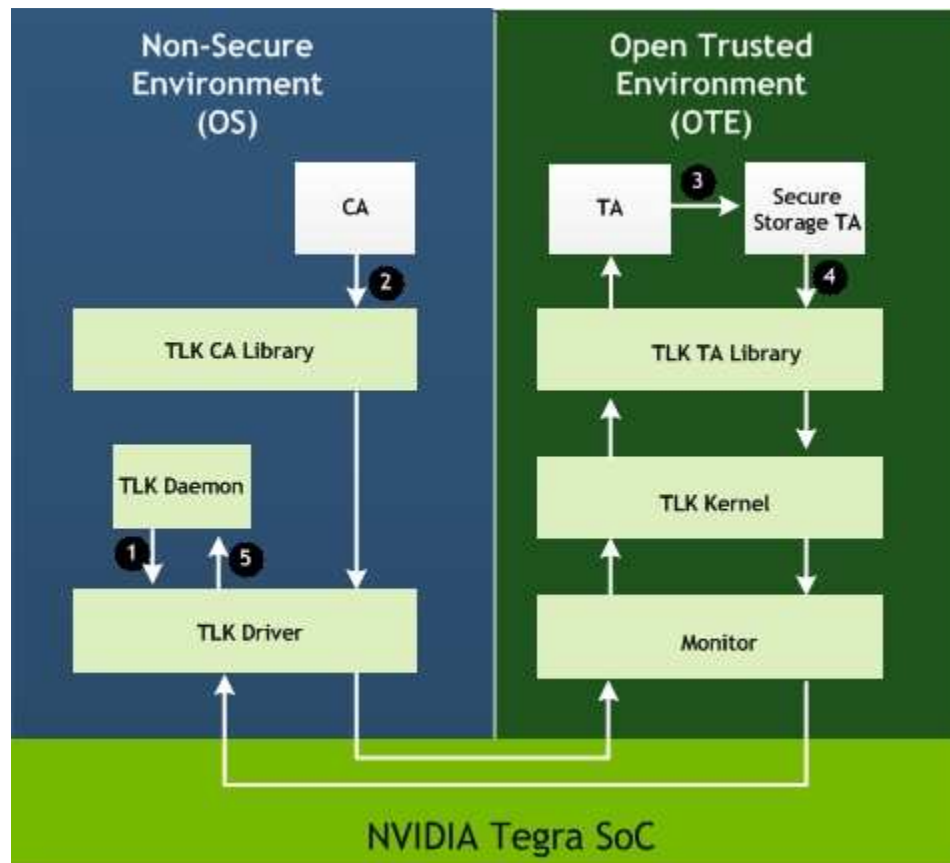 Non-Secure
Environment
(OS)
Open Trusted
Environment
(OTE)
CA
TA
3
Secure
Storage TA
2
4
TLK CA Library
TLK TA Library
TLK Daemon
TLK Kernel
1
5
TLK Driver
Monitor
NVIDIA Tegra SoC